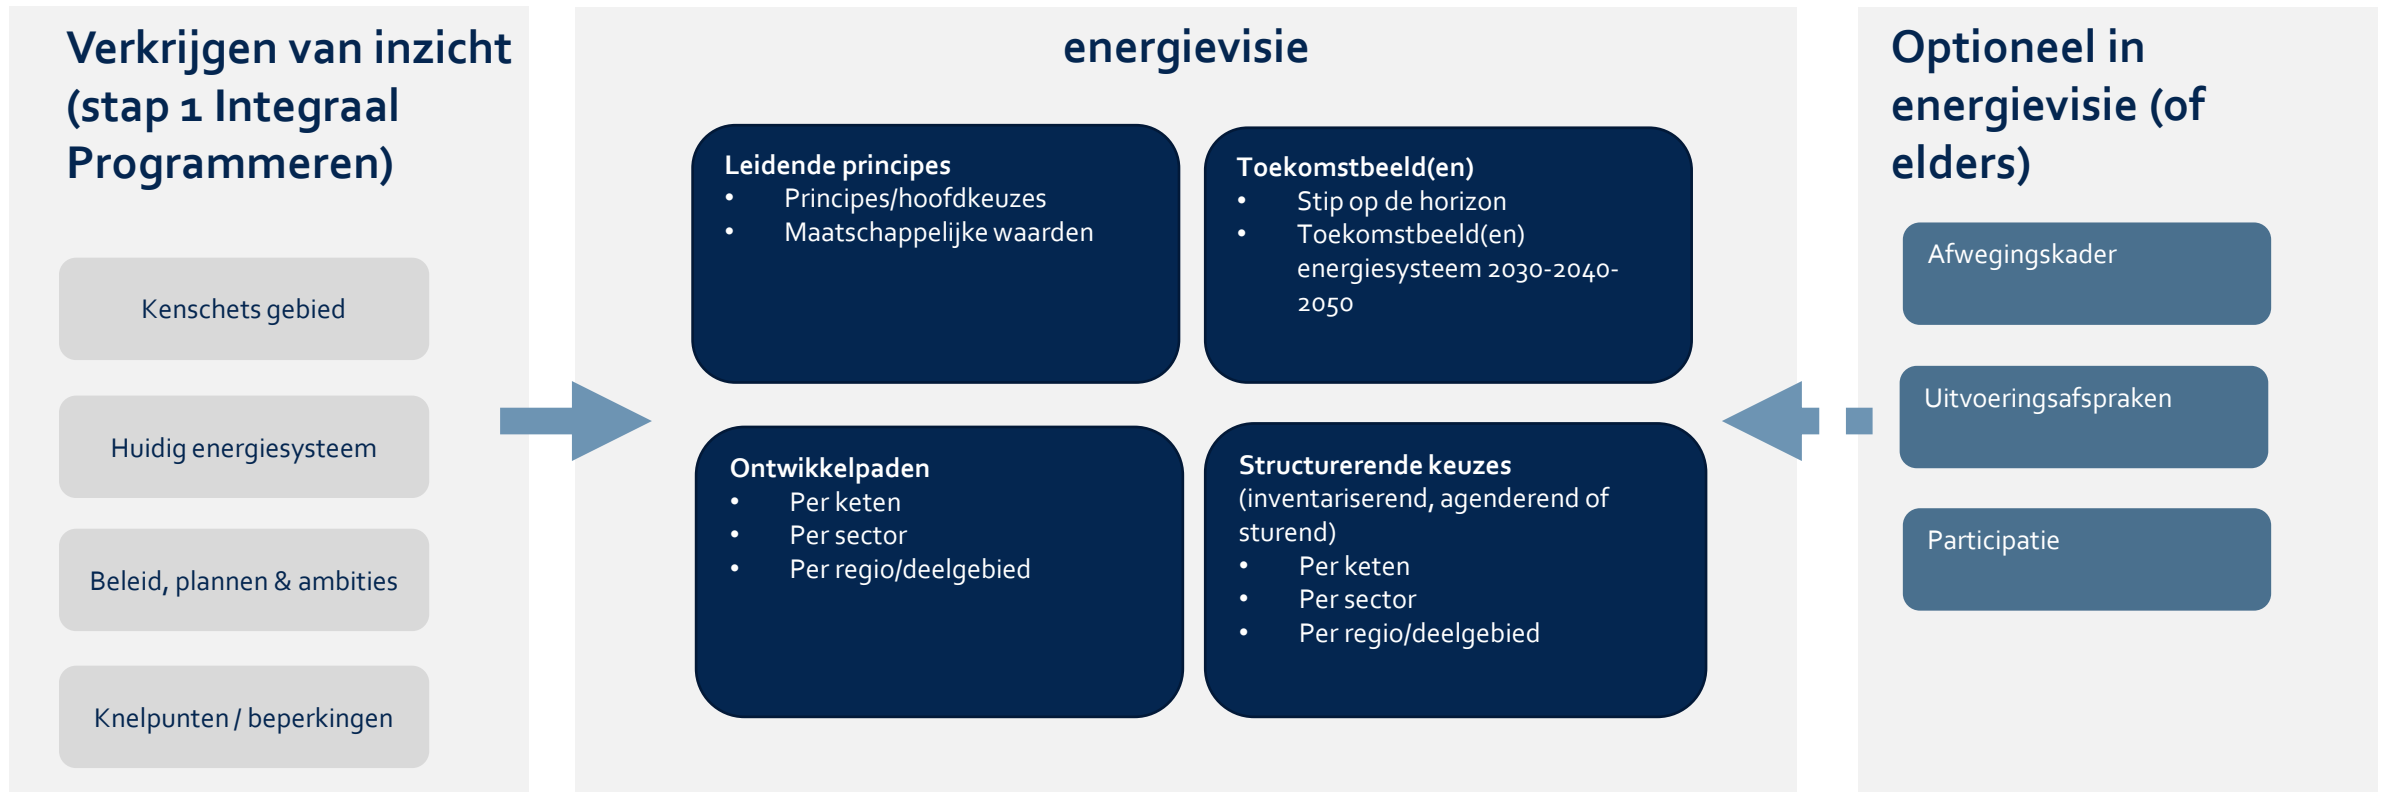 Verkrijgen van inzicht
(stap 1 Integraal
Programmeren)
Kenschets gebied
Huidig energiesysteem
Beleid, plannen & ambities
Knelpunten / beperkingen
energievisie
Leidende principes
• Principes/hoofdkeuzes
• Maatschappelijke waarden
Toekomstbeeld(en)
• Stip op de horizon
• Toekomstbeeld(en)
energiesysteem 2030-2040-
2050
Ontwikkelpaden
• Per keten
• Per sector
• Per regio/deelgebied
Structurerende keuzes
(inventariserend, agenderend of
sturend)
• Per keten
• Per sector
• Per regio/deelgebied
Optioneel in
energievisie (of
elders)
Afwegingskader
Uitvoeringsafspraken
Participatie